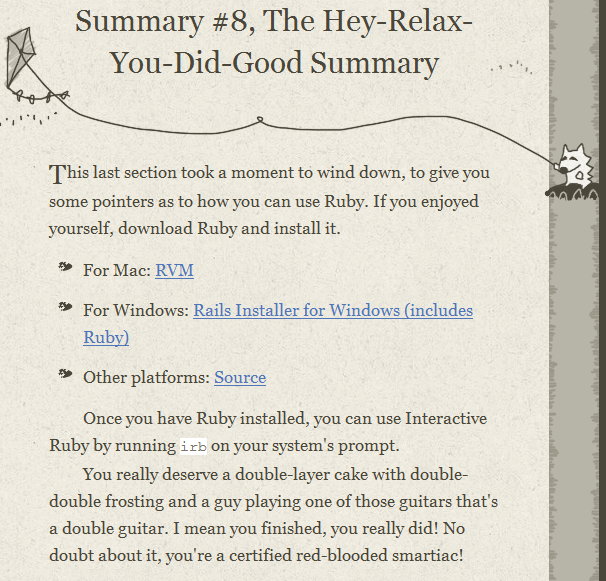 Summary #8, The Hey-Relax-
You-Did-Good Summary
This last section took a moment to wind down, to give you
some pointers as to how you can use Ruby. If you enjoyed
yourself, download Ruby and install it.
For Mac: RVM
For Windows: Rails Installer for Windows (includes
Ruby)
Other platforms: Source
Once you have Ruby installed, you can use Interactive
Ruby by running irb on your system's prompt.
You really deserve a double-layer cake with double-
double frosting and a guy playing one of those guitars that's
a double guitar. I mean you finished, you really did! No
doubt about it, you're a certified red-blooded smartiac!